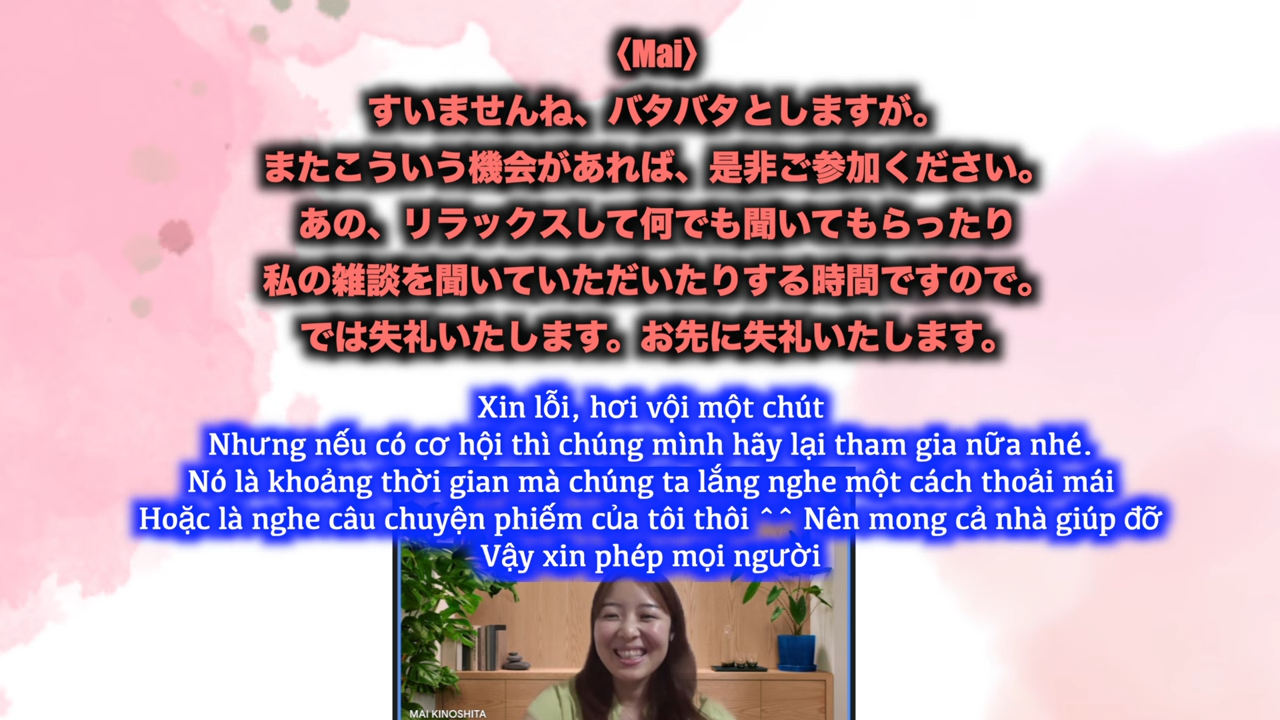 〈Mai〉
すいませんね、バタバタとしますが。
またこういう機会があれば、是非ご参加ください。
あの、リラックスして何でも聞いてもらったり
私の雑談を聞いていただいたりする時間ですので。
では失礼いたします。お先に失礼いたします。
Xin lỗi, hơi vội một chút
Nhưng nếu có cơ hội thì chúng mình hãy lại tham gia nữa nhé.
Nó là khoảng thời gian mà chúng ta lắng nghe một cách thoải mái
Hoặc là nghe câu chuyện phiếm của tôi thôi ^^ Nên mong cả nhà giúp đỡ
Vậy xin phép mọi người
MAI KINOSHITA